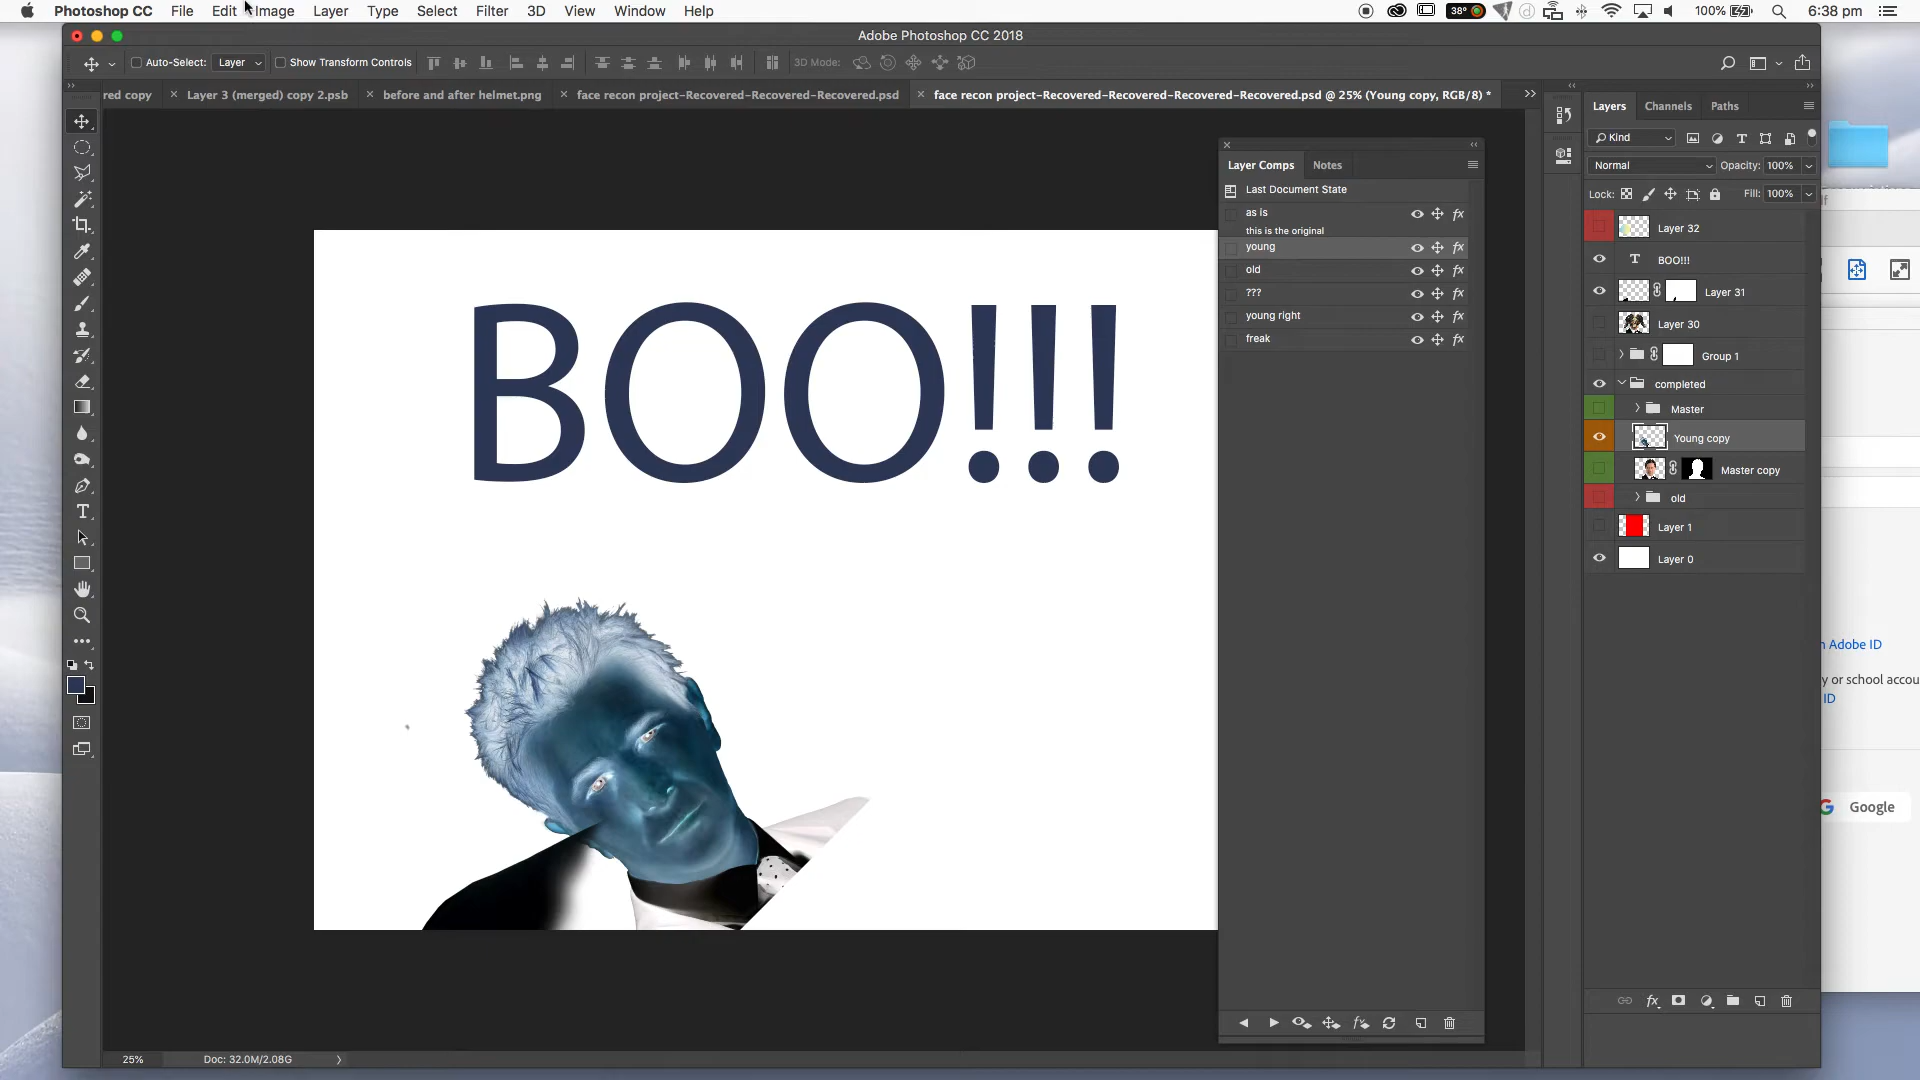 Photoshop CC File Edit Image Layer Type Select Filter 3D View Window Help 38° 100% 6:38 pm
Adobe Photoshop CC 2018
Auto-Select: Layer Show Transform Controls 3D Mode:
red copy Layer 3 (merged) copy 2.psb before and after helmet.png face recon project-Recovered-Recovered-Recovered.psd face recon project-Recovered-Recovered-Recovered-Recovered.psd @ 25% (Young copy, RGB/8) *
Layers Channels Paths
Kind
Layer Comps Notes
Normal Opacity: 100%
Last Document State
Lock: Fill: 100%
as is
this is the original
young
old
???
young right
freak
Layer 32
BOO!!!
Layer 31
Layer 30
Group 1
completed
Master
Young copy
Master copy
old
Layer 1
Layer 0
BOO!!!
n Adobe ID
y or school accou
ID
Google
25% Doc: 32.0M/2.08G